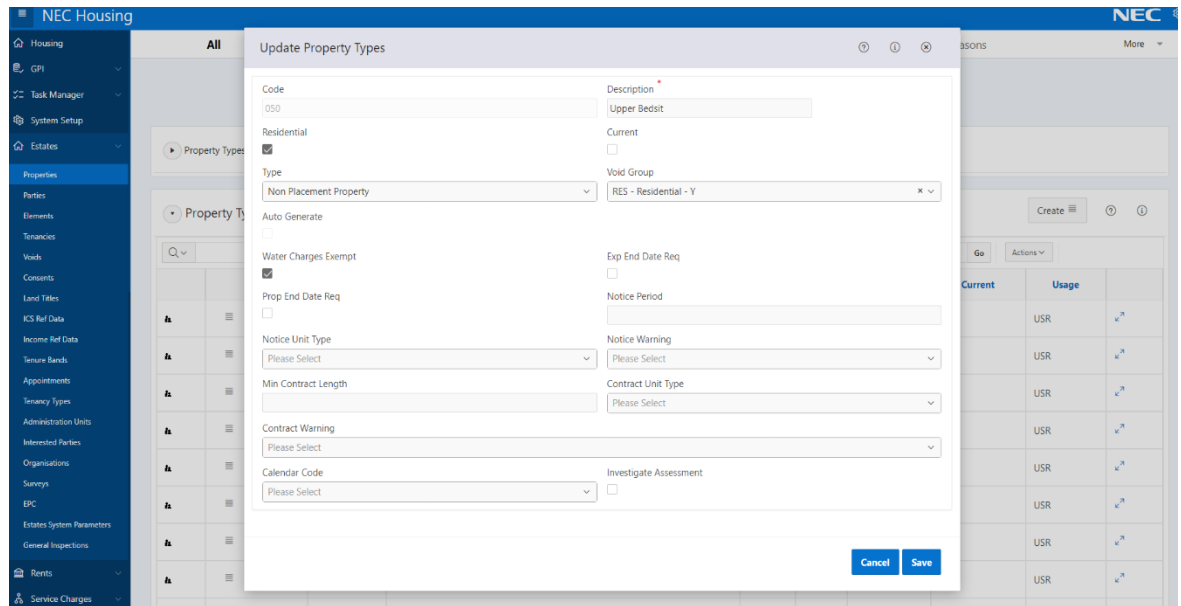 NEC Housing
NEC
Housing
GPI
Task Manager
System Setup
Estates
Properties
Parties
Elements
Tenancies
Voids
Consents
Land Titles
ICS Ref Data
Income Ref Data
Tenure Bands
Appointments
Tenancy Types
Administration Units
Interested Parties
Organisations
Surveys
EPC
Estates System Parameters
General Inspections
Rents
Service Charges
All
asons
More
Property Types
Property Ty
Create
Go
Actions
Current
Usage
USR
USR
USR
USR
USR
USR
USR
USR
Update Property Types
Code
Description *
050
Upper Bedsit
Residential
Current
Type
Void Group
Non Placement Property
RES - Residential - Y
Auto Generate
Water Charges Exempt
Exp End Date Req
Prop End Date Req
Notice Period
Notice Unit Type
Notice Warning
Please Select
Please Select
Min Contract Length
Contract Unit Type
Please Select
Contract Warning
Please Select
Calendar Code
Investigate Assessment
Please Select
Cancel
Save